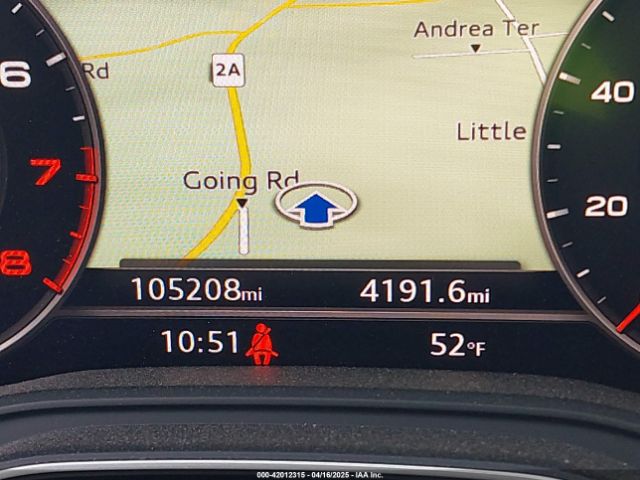 Andrea Ter
6
Rd
2A
40
Little
7
Going Rd
20
8
105208mi 4191.6mi
10:51 52°F
000-42012315 - 04/16/2025 - IAA Inc.